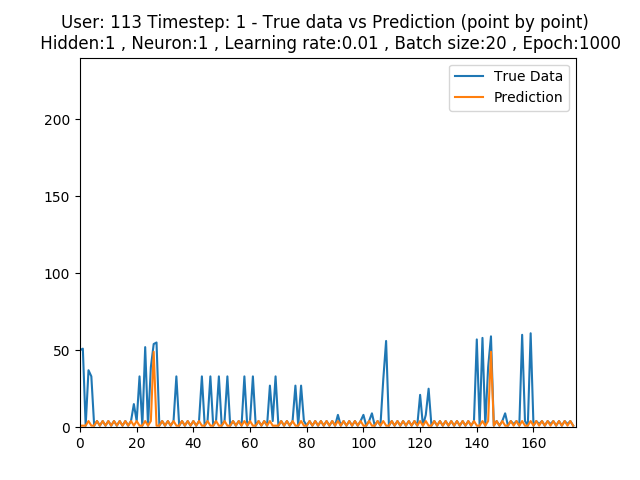 User: 113 Timestep: 1 - True data vs Prediction (point by point)
Hidden:1 , Neuron:1 , Learning rate:0.01 , Batch size:20 , Epoch:1000
True Data
Prediction
200
150
100
50
0
0 20 40 60 80 100 120 140 160